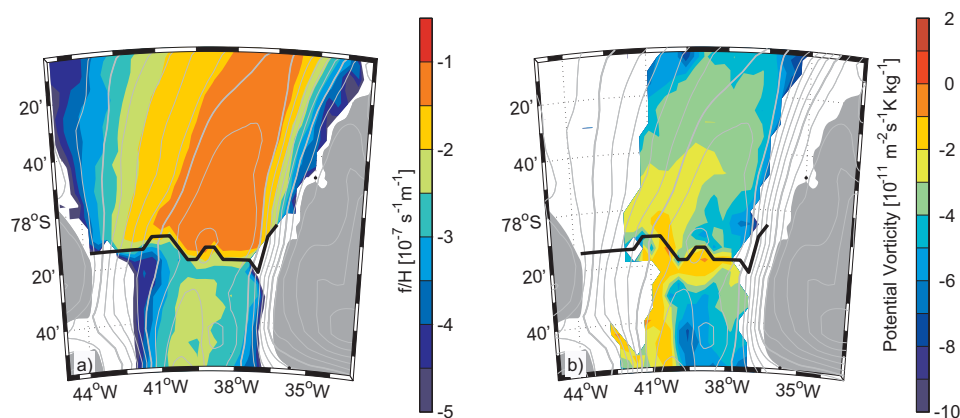 20'
40'
78°S
20'
40'
a)
44°W
41°W
38°W
35°W
-1
-2
-3
-4
-5
f/H [10⁻⁷ s⁻¹m⁻¹]
20'
40'
78°S
20'
40'
b)
44°W
41°W
38°W
35°W
2
0
-2
-4
-6
-8
-10
Potential Vorticity [10⁻¹¹ m⁻²s⁻¹K kg⁻¹]